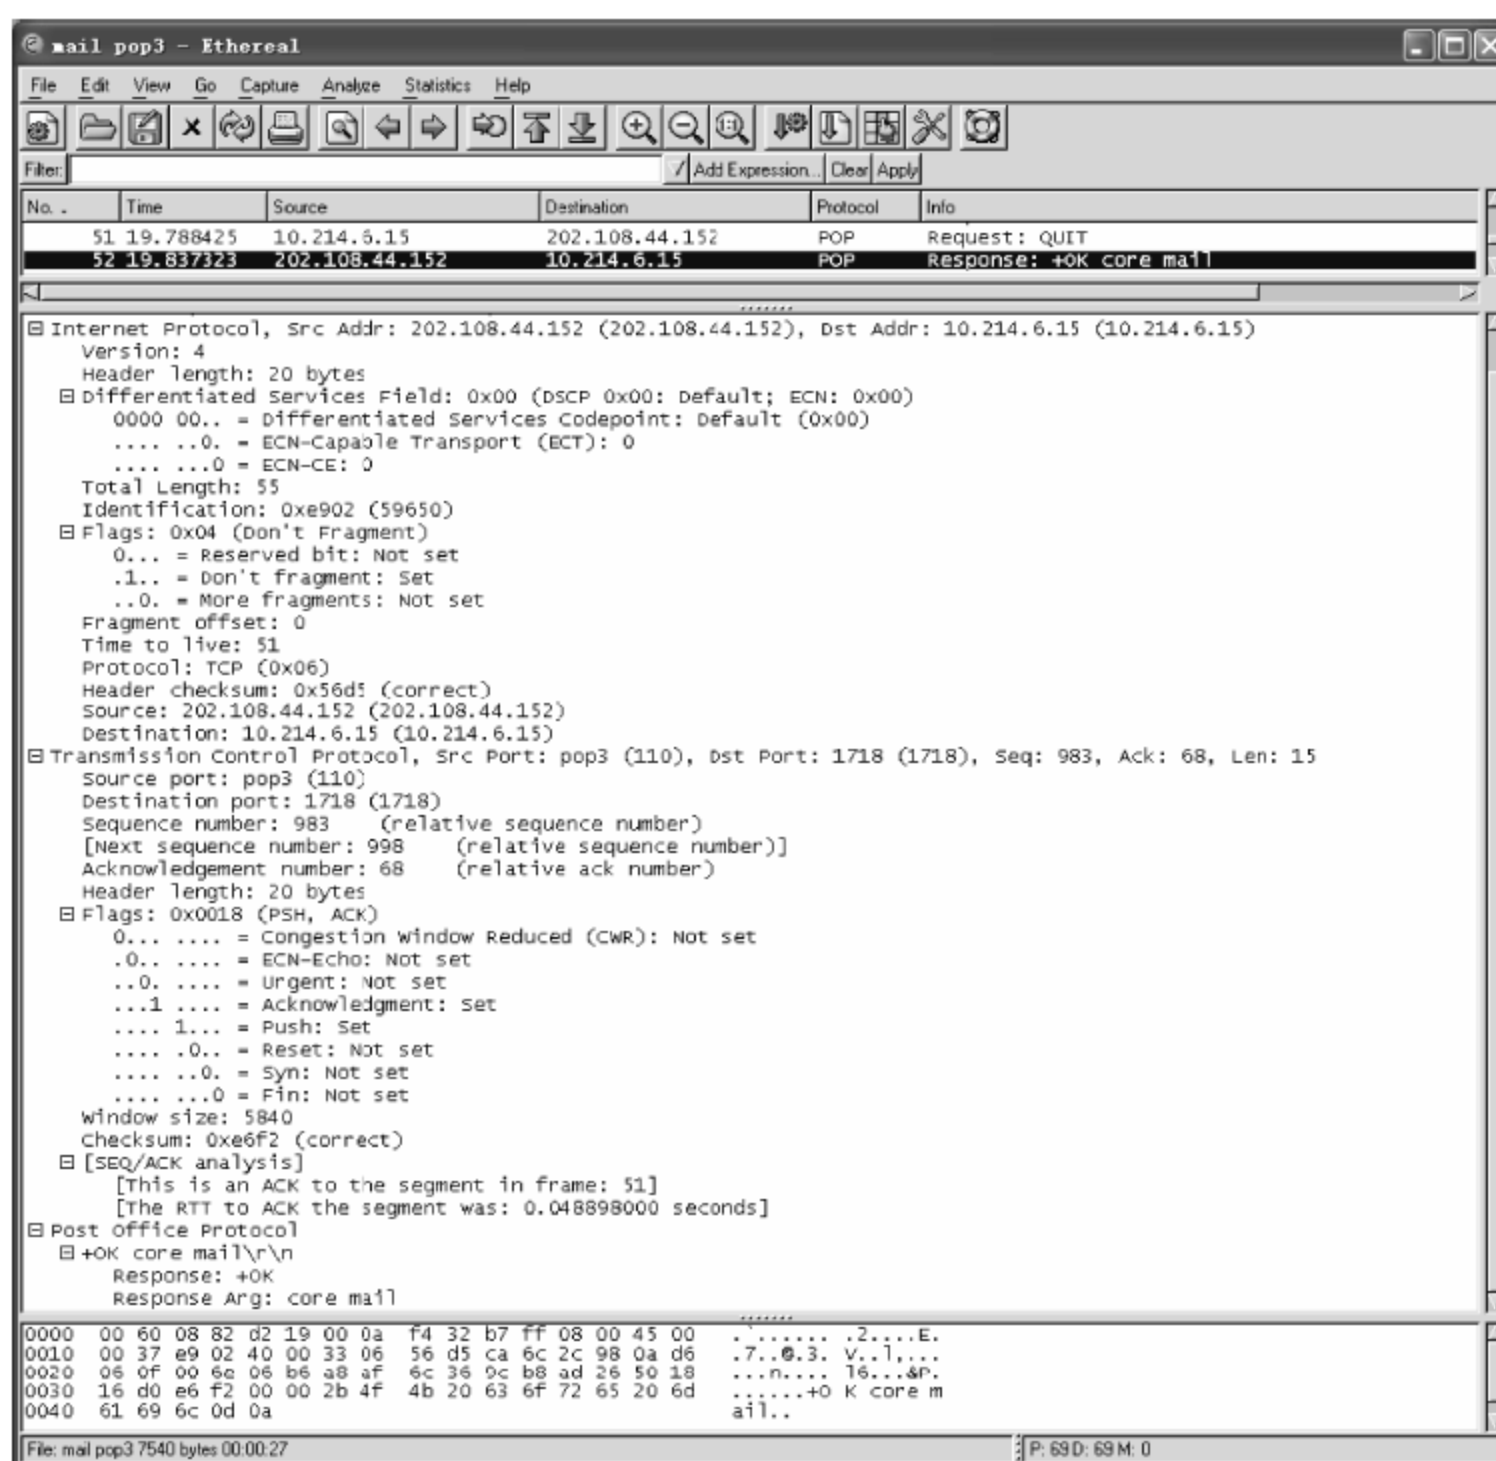 mail pop3 - Ethereal
File Edit View Go Capture Analyze Statistics Help
Filter: Add Expression... Clear Apply
No. . Time Source Destination Protocol Info
51 19.788425 10.214.6.15 202.108.44.152 POP Request: QUIT
52 19.837323 202.108.44.152 10.214.6.15 POP Response: +OK core mail
Internet Protocol, Src Addr: 202.108.44.152 (202.108.44.152), Dst Addr: 10.214.6.15 (10.214.6.15)
Version: 4
Header length: 20 bytes
Differentiated Services Field: 0x00 (DSCP 0x00: Default; ECN: 0x00)
0000 00.. = Differentiated Services Codepoint: Default (0x00)
.... ..0. = ECN-Capable Transport (ECT): 0
.... ...0 = ECN-CE: 0
Total Length: 55
Identification: 0xe902 (59650)
Flags: 0x04 (Don't Fragment)
0... = Reserved bit: Not set
.1.. = Don't fragment: Set
..0. = More fragments: Not set
Fragment offset: 0
Time to live: 51
Protocol: TCP (0x06)
Header checksum: 0x56d5 (correct)
Source: 202.108.44.152 (202.108.44.152)
Destination: 10.214.6.15 (10.214.6.15)
Transmission Control Protocol, Src Port: pop3 (110), Dst Port: 1718 (1718), Seq: 983, Ack: 68, Len: 15
Source port: pop3 (110)
Destination port: 1718 (1718)
Sequence number: 983 (relative sequence number)
[Next sequence number: 998 (relative sequence number)]
Acknowledgement number: 68 (relative ack number)
Header length: 20 bytes
Flags: 0x0018 (PSH, ACK)
0... .... = Congestion Window Reduced (CWR): Not set
.0.. .... = ECN-Echo: Not set
..0. .... = Urgent: Not set
...1 .... = Acknowledgment: Set
.... 1... = Push: Set
.... .0.. = Reset: Not set
.... ..0. = Syn: Not set
.... ...0 = Fin: Not set
Window size: 5840
Checksum: 0xe6f2 (correct)
[SEQ/ACK analysis]
[This is an ACK to the segment in frame: 51]
[The RTT to ACK the segment was: 0.048898000 seconds]
Post Office Protocol
+OK core mail\r\n
Response: +OK
Response Arg: core mail
0000 00 60 08 82 d2 19 00 0a f4 32 b7 ff 08 00 45 00 .`...... .2....E.
0010 00 37 e9 02 40 00 33 06 56 d5 ca 6c 2c 98 0a d6 .7..@.3. V..l,...
0020 06 0f 00 6e 06 b6 a8 af 6c 36 9c b8 ad 26 50 18 ...n.... l6...&P.
0030 16 d0 e6 f2 00 00 2b 4f 4b 20 63 6f 72 65 20 6d ......+O K core m
0040 61 69 6c 0d 0a ail..
File: mail pop3 7540 bytes 00:00:27 P: 69 D: 69 M: 0